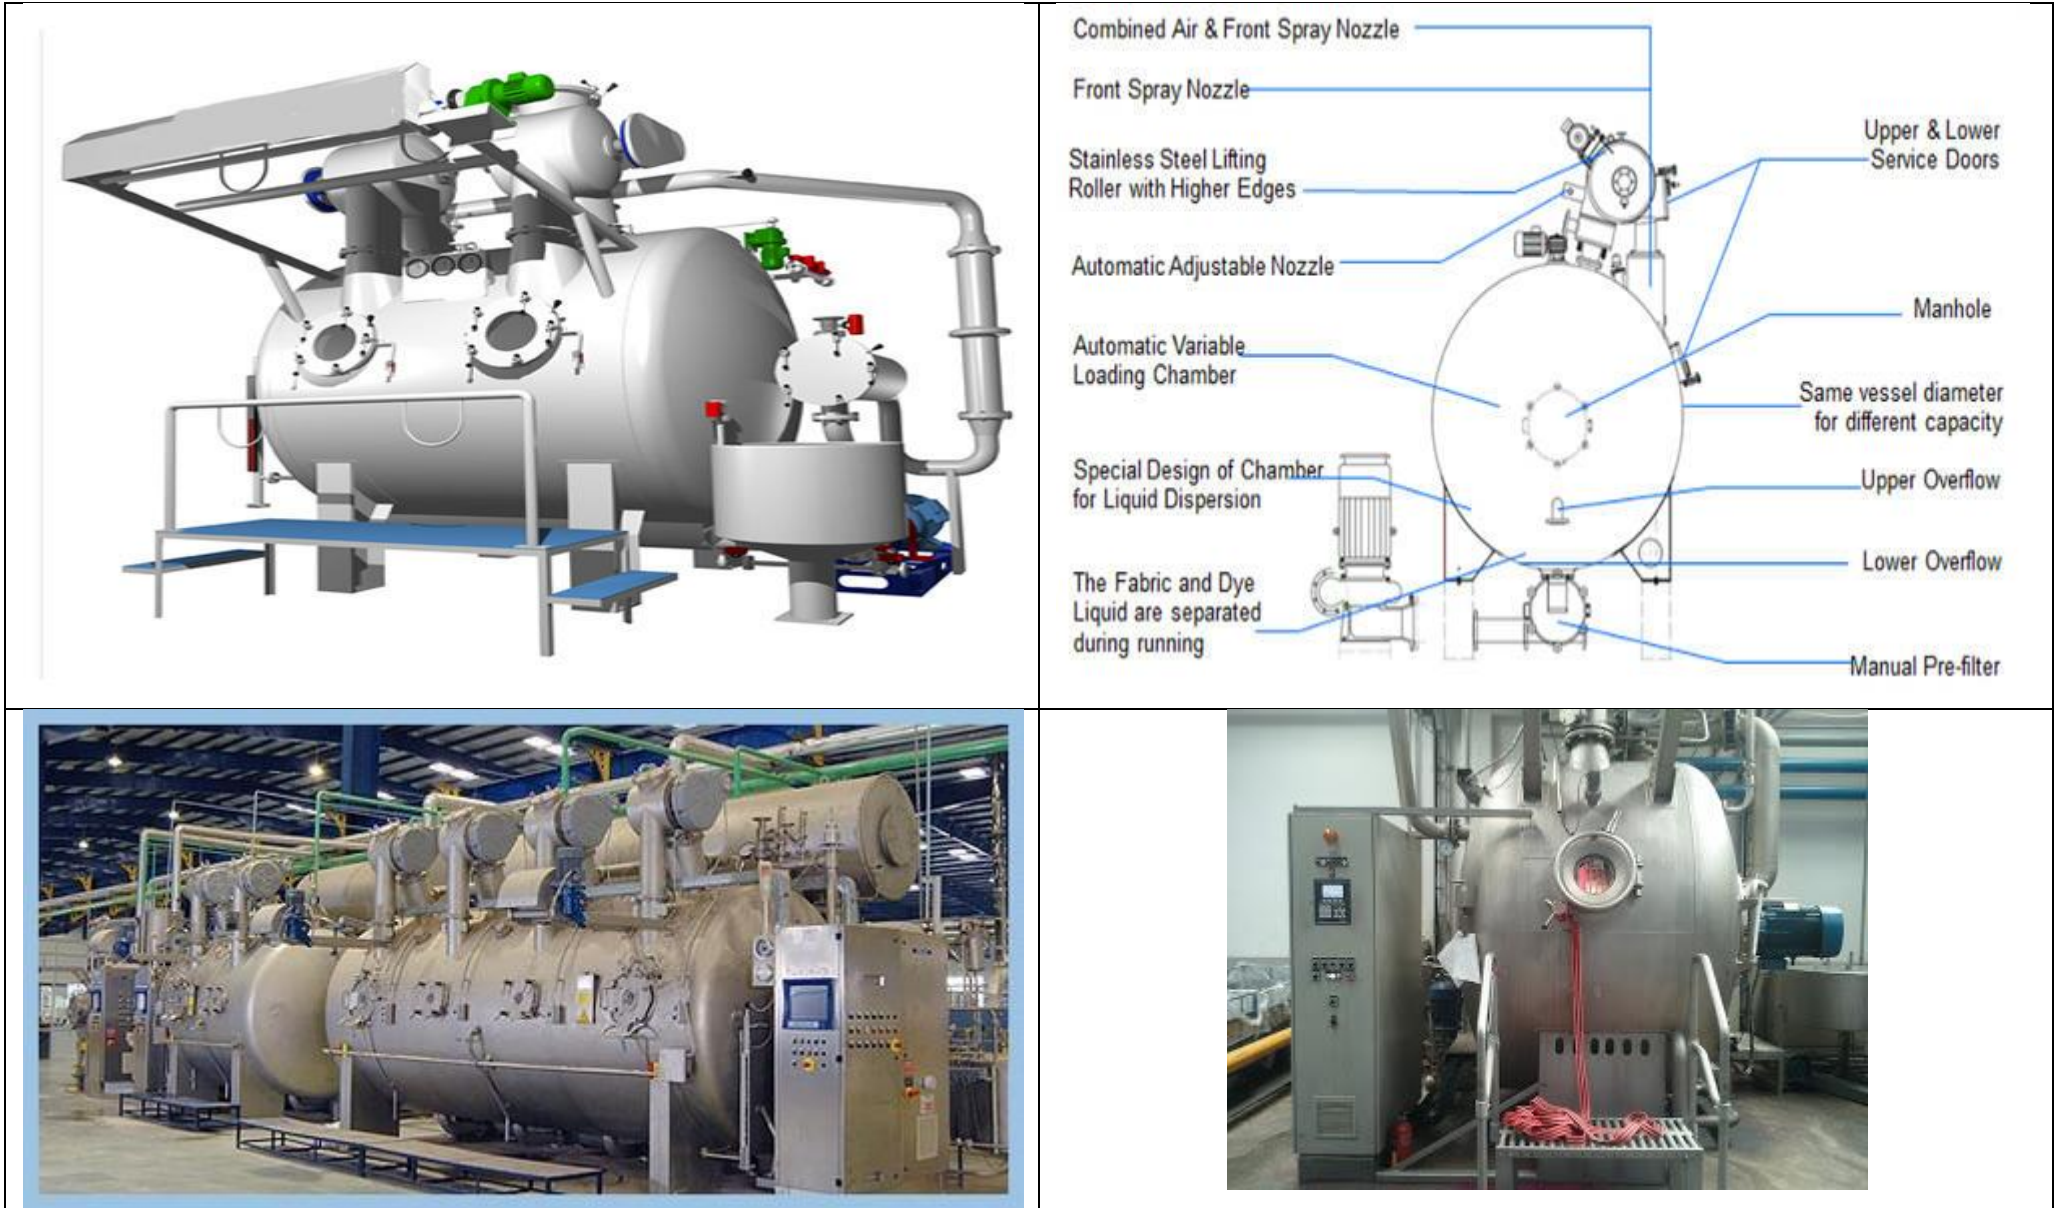 Combined Air & Front Spray Nozzle
Front Spray Nozzle
Stainless Steel Lifting
Roller with Higher Edges
Automatic Adjustable Nozzle
Automatic Variable
Loading Chamber
Special Design of Chamber
for Liquid Dispersion
The Fabric and Dye
Liquid are separated
during running
Upper & Lower
Service Doors
Manhole
Same vessel diameter
for different capacity
Upper Overflow
Lower Overflow
Manual Pre-filter